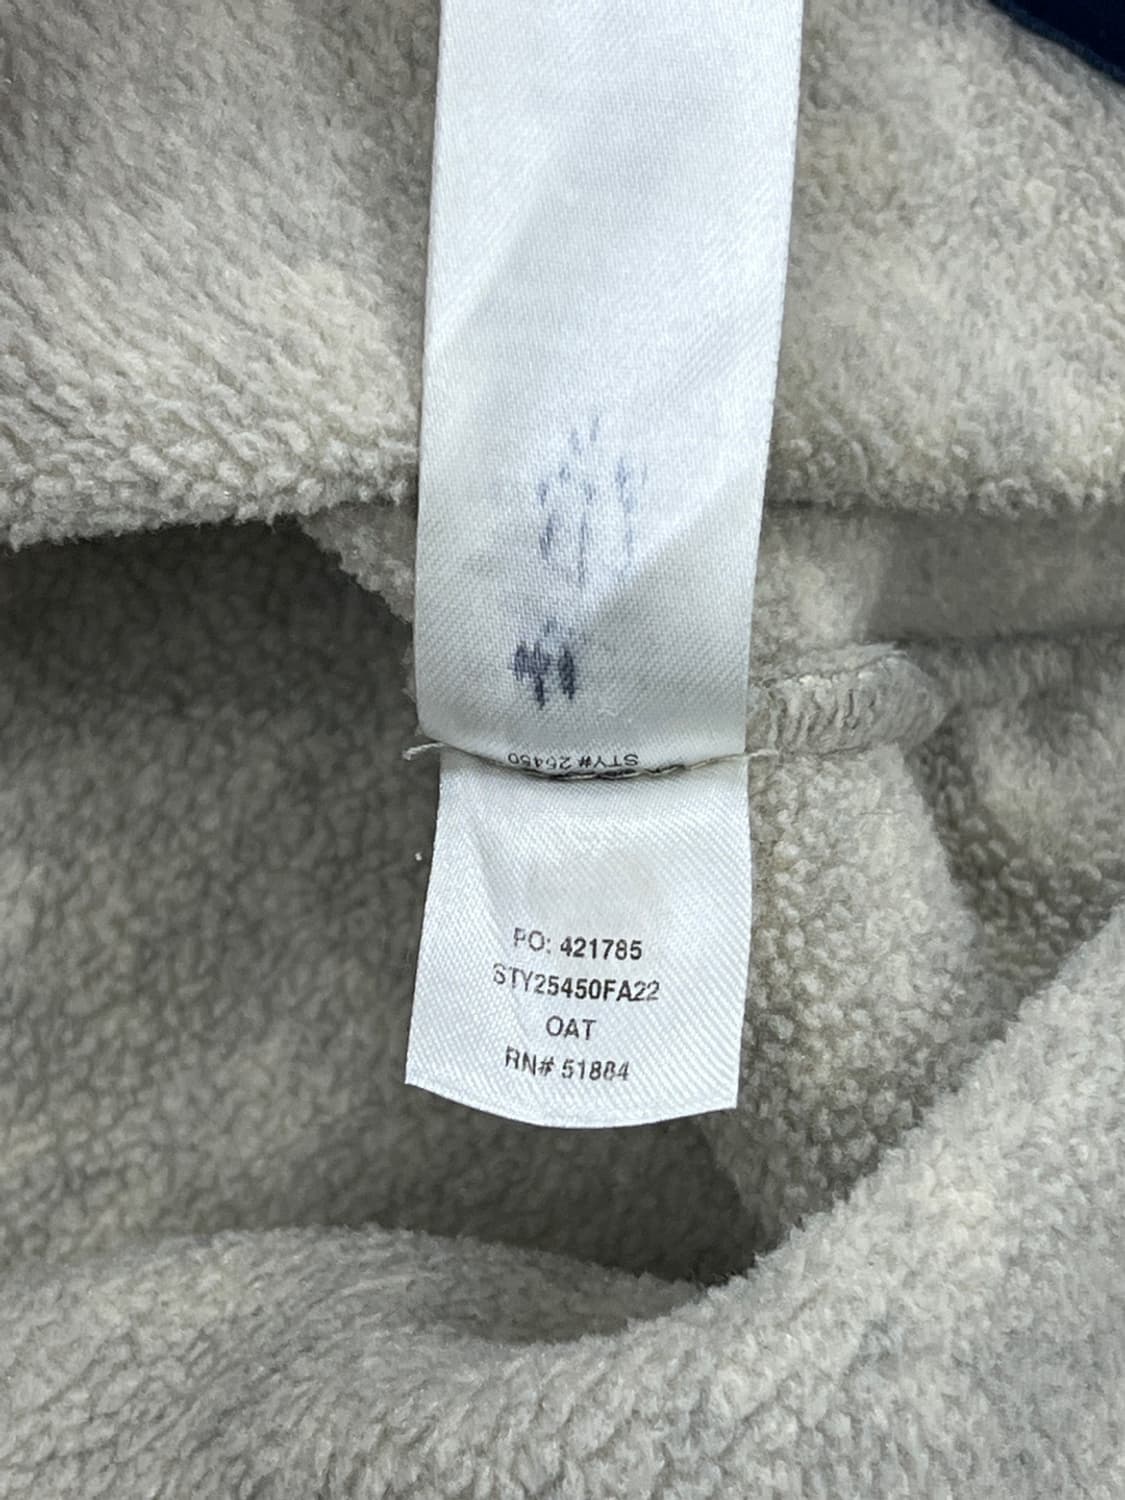 STY# 25450
PO: 421785
STY25450FA22
OAT
RN# 51884